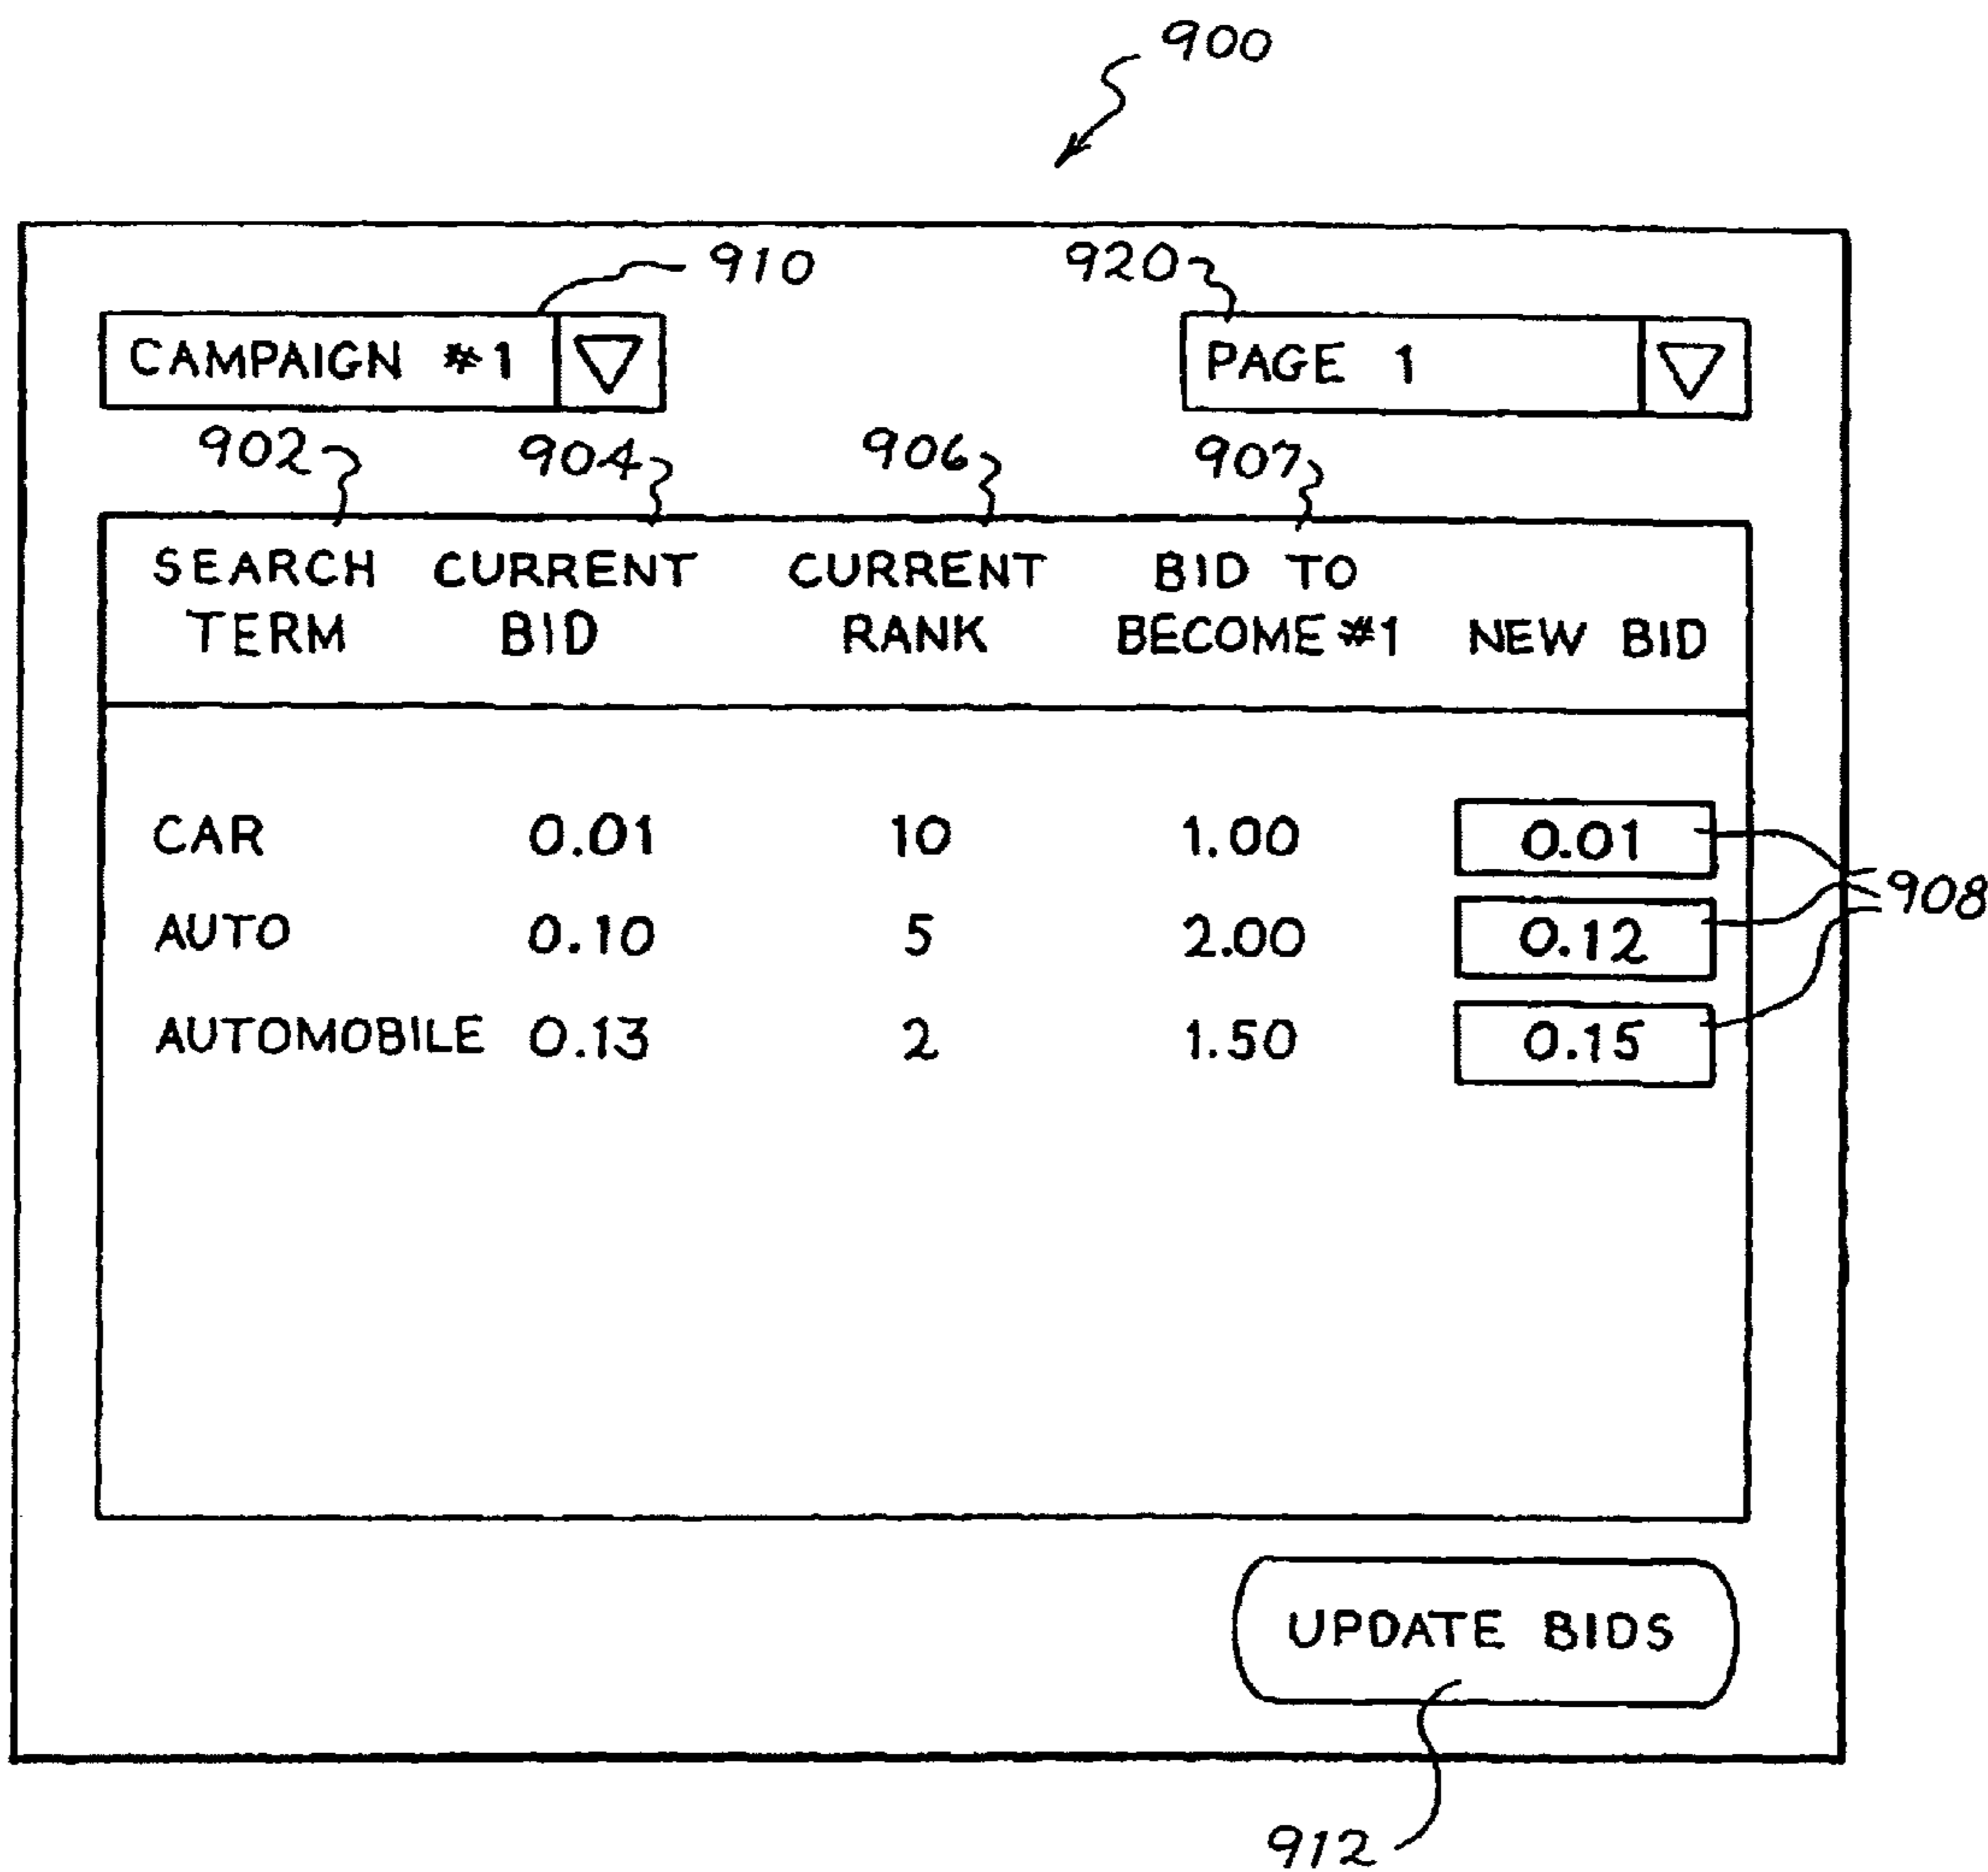 900
910 920
CAMPAIGN #1 PAGE 1
902 904 906 907
SEARCH CURRENT CURRENT BID TO
TERM BID RANK BECOME #1 NEW BID
CAR 0.01 10 1.00 0.01
908
AUTO 0.10 5 2.00 0.12
AUTOMOBILE 0.13 2 1.50 0.15
UPDATE BIDS
912